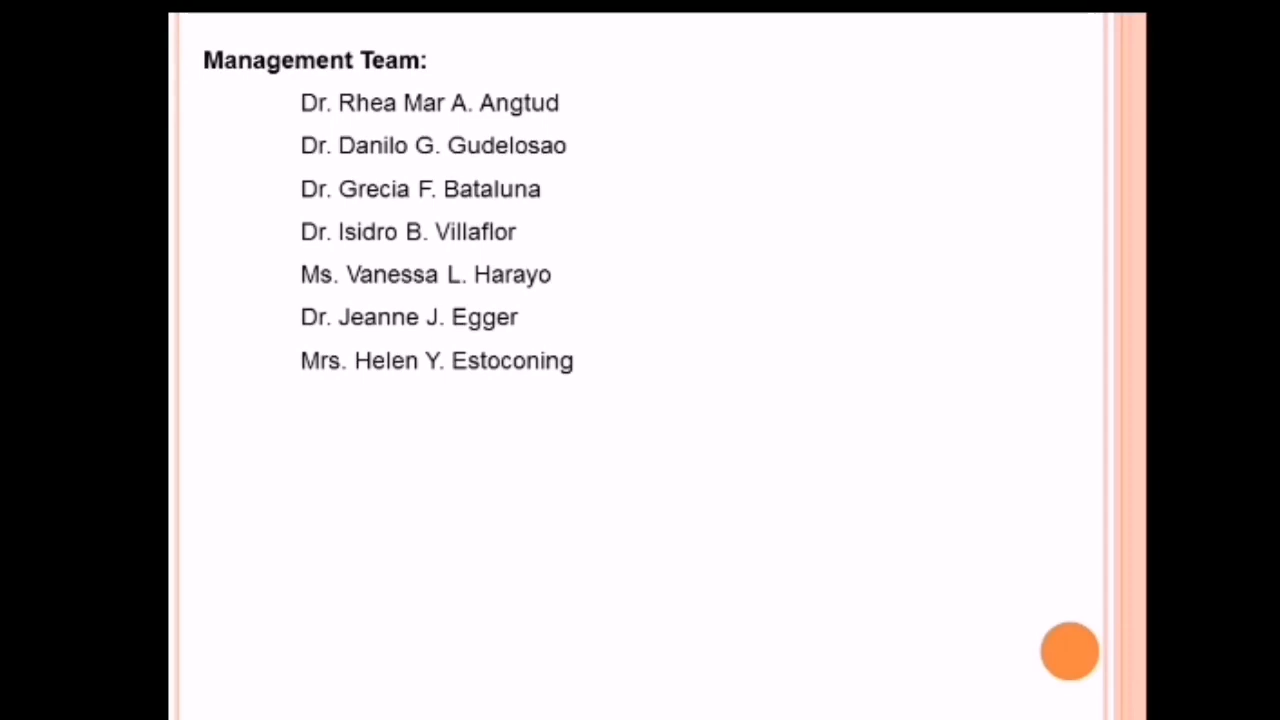 Management Team:
Dr. Rhea Mar A. Angtud
Dr. Danilo G. Gudelosao
Dr. Grecia F. Bataluna
Dr. Isidro B. Villaflor
Ms. Vanessa L. Harayo
Dr. Jeanne J. Egger
Mrs. Helen Y. Estoconing